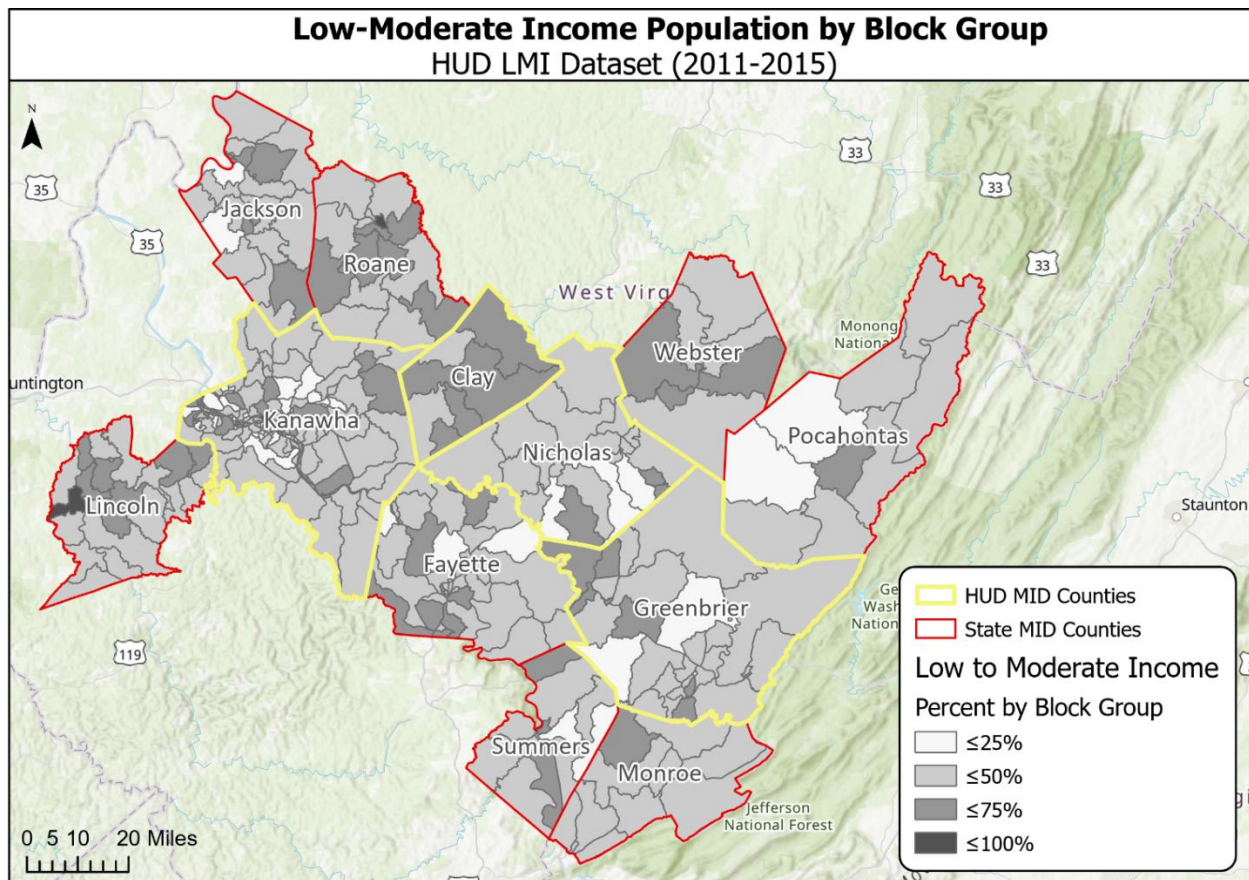 Low-Moderate Income Population by Block Group
HUD LMI Dataset (2011-2015)
N
33
35
33
35
Jackson
33
Roane
West Virg
Monong
National
Webster
Clay
untington
Kanawha
Pocahontas
Nicholas
Lincoln
Staunton
Fayette
Greenbrier
Ge
Wash
Nation
119
Summers
Monroe
Jefferson
National Forest
HUD MID Counties
State MID Counties
Low to Moderate Income
Percent by Block Group
≤25%
≤50%
≤75%
≤100%
0 5 10 20 Miles